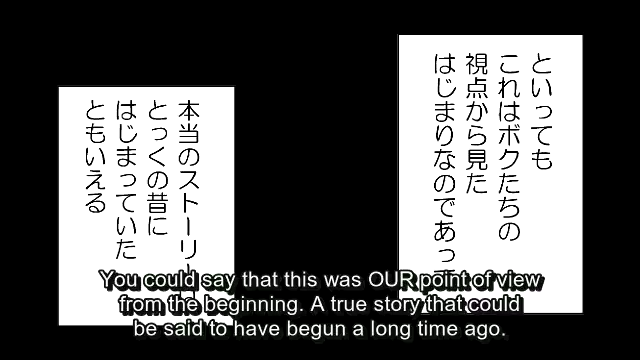 といっても
これはボクたちの
視点から見た
はじまりなのであっ
本当のストーリー
とっくの昔に
はじまっていた
ともいえる
You could say that this was OUR point of view
from the beginning. A true story that could
be said to have begun a long time ago.